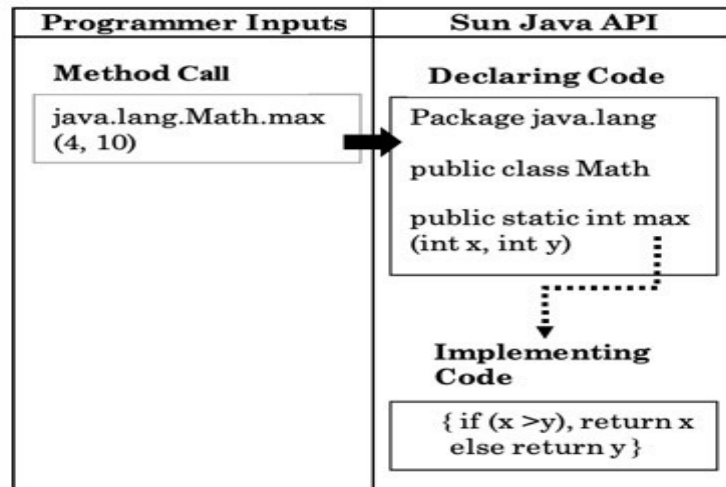 Programmer Inputs
Sun Java API
Method Call
java.lang.Math.max
(4, 10)
Declaring Code
Package java.lang
public class Math
public static int max
(int x, int y)
Implementing
Code
{ if (x >y), return x
else return y }